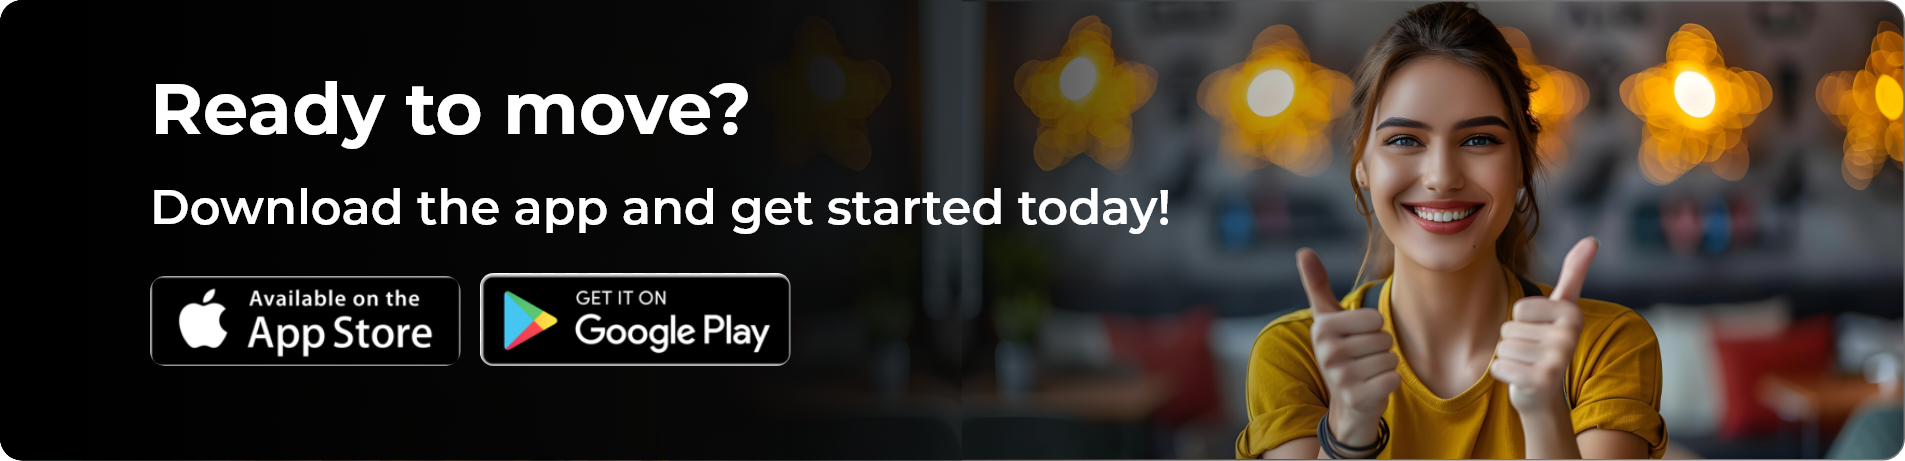 Ready to move?
Download the app and get started today!
Available on the
App Store
GET IT ON
Google Play